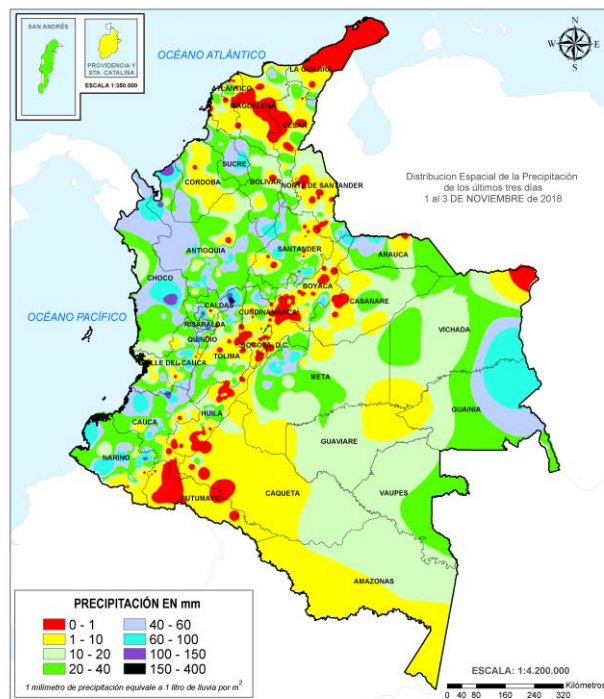 SAN ANDRÉS
PROVIDENCIA Y
STA. CATALINA
ESCALA 1:350.000
OCÉANO ATLÁNTICO
N
W
E
S
LA GUAJIRA
ATLANTICO
MAGDALENA
CESAR
SUCRE
Distribucion Espacial de la Precipitación
de los últimos tres días
1 al 3 DE NOVIEMBRE de 2018
CORDOBA
BOLIVAR
NORTE DE SANTANDER
ANTIOQUIA
SANTANDER
ARAUCA
CHOCO
BOYACA
CASANARE
CALDAS
CUNDINAMARCA
VICHADA
OCÉANO PACÍFICO
RISARALDA
QUINDIO
BOGOTA, D.C.
TOLIMA
VALLE DEL CAUCA
META
GUAINIA
HUILA
CAUCA
GUAVIARE
NARIÑO
CAQUETA
VAUPES
PUTUMAYO
AMAZONAS
PRECIPITACIÓN EN mm
0 - 1
40 - 60
1 - 10
60 - 100
10 - 20
100 - 150
20 - 40
150 - 400
1 milimetro de precipitación equivale a 1 litro de lluvia por m²
ESCALA: 1:4.200.000
Kilómetros
0 40 80 160 240 320